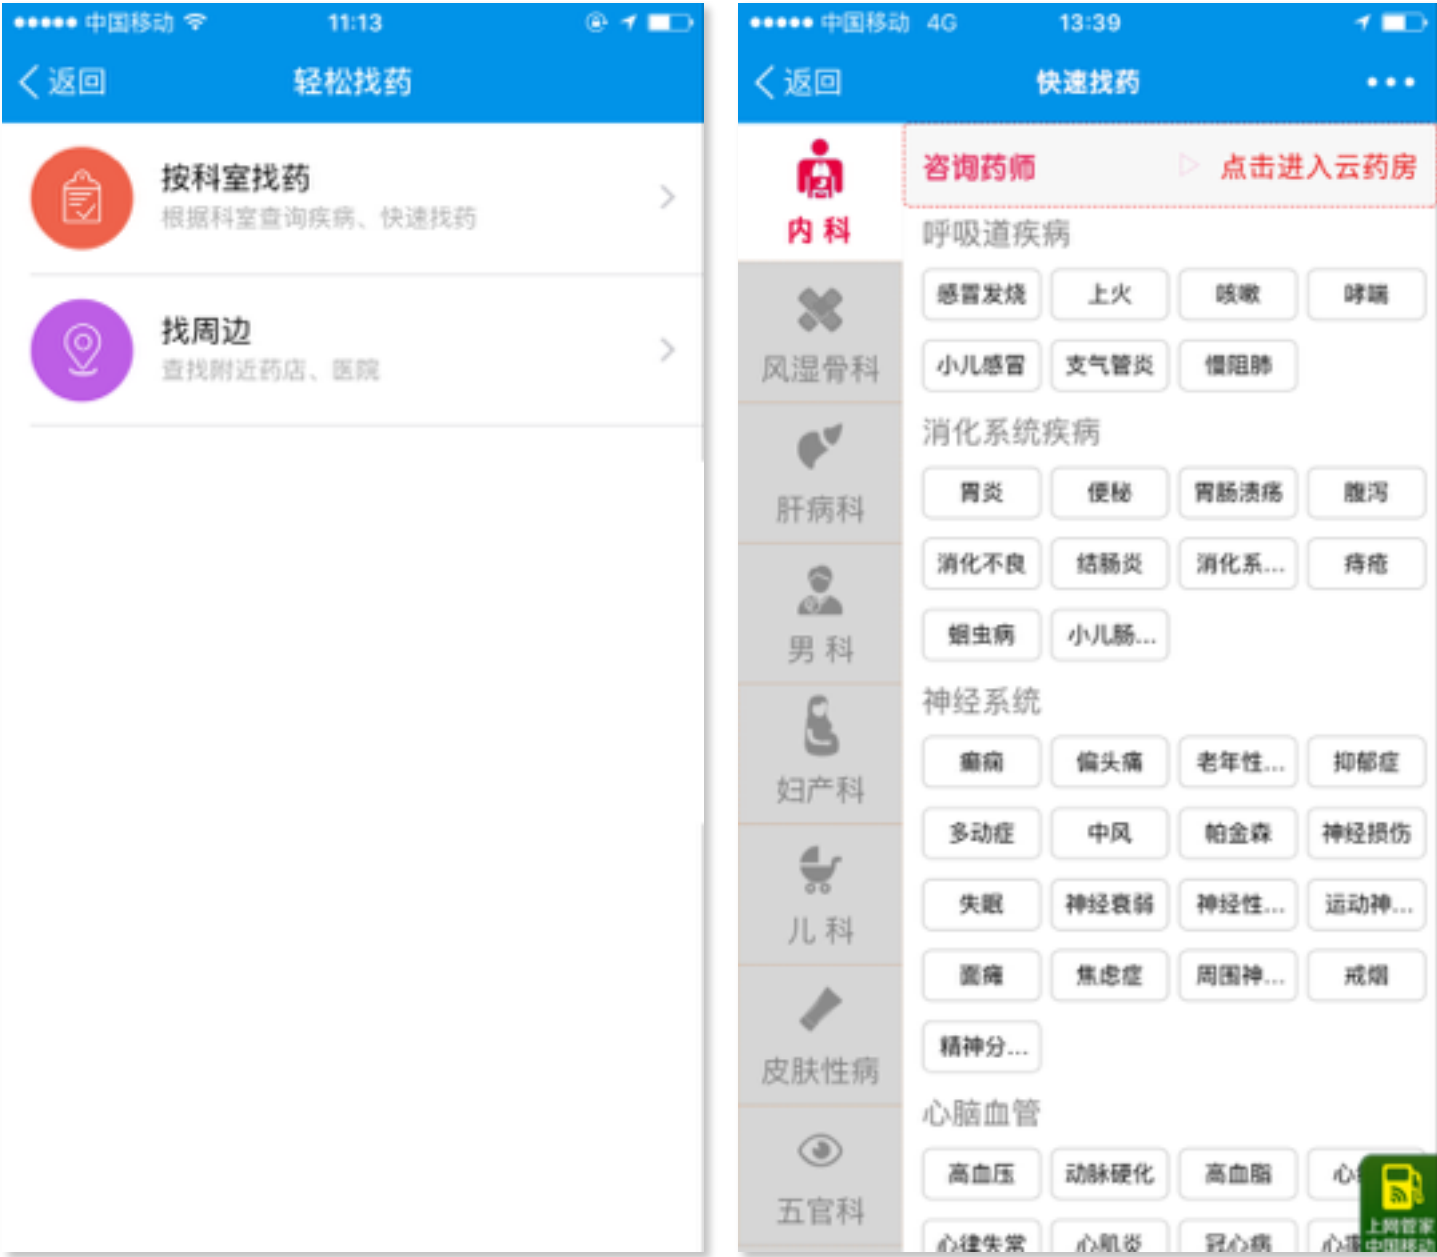 中国移动 11:13
返回 轻松找药
按科室找药
根据科室查询疾病、快速找药
找周边
查找附近药店、医院
中国移动 4G 13:39
返回 快速找药 •••
内 科
风湿骨科
肝病科
男 科
妇产科
儿 科
皮肤性病
五官科
咨询药师 点击进入云药房
呼吸道疾病
感冒发烧 上火 咳嗽 哮喘
小儿感冒 支气管炎 慢阻肺
消化系统疾病
胃炎 便秘 胃肠溃疡 腹泻
消化不良 结肠炎 消化系... 痔疮
蛔虫病 小儿肠...
神经系统
癫痫 偏头痛 老年性... 抑郁症
多动症 中风 帕金森 神经损伤
失眠 神经衰弱 神经性... 运动神...
面瘫 焦虑症 周围神... 戒烟
精神分...
心脑血管
高血压 动脉硬化 高血脂 心
心律失常 心肌炎 冠心病 心
上网管家
中国移动